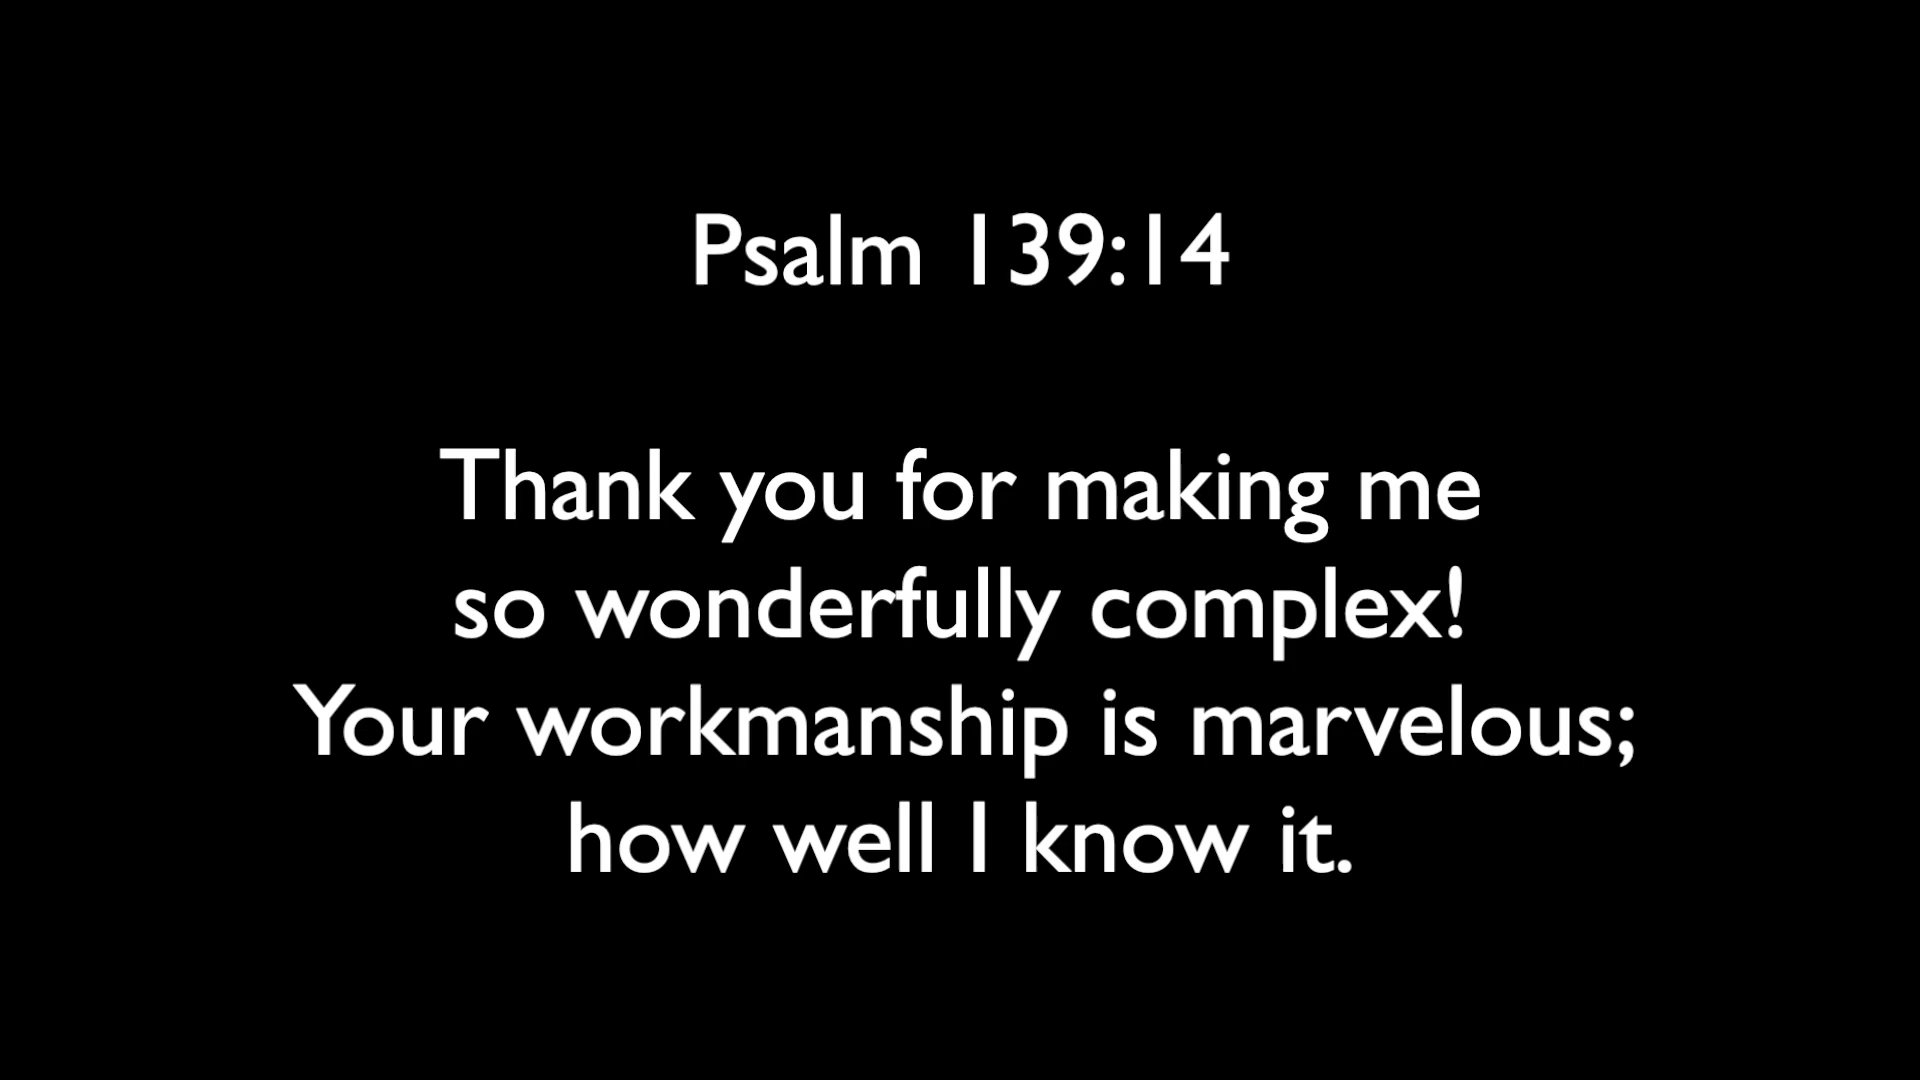 Psalm 139:14
Thank you for making me
so wonderfully complex!
Your workmanship is marvelous;
how well I know it.